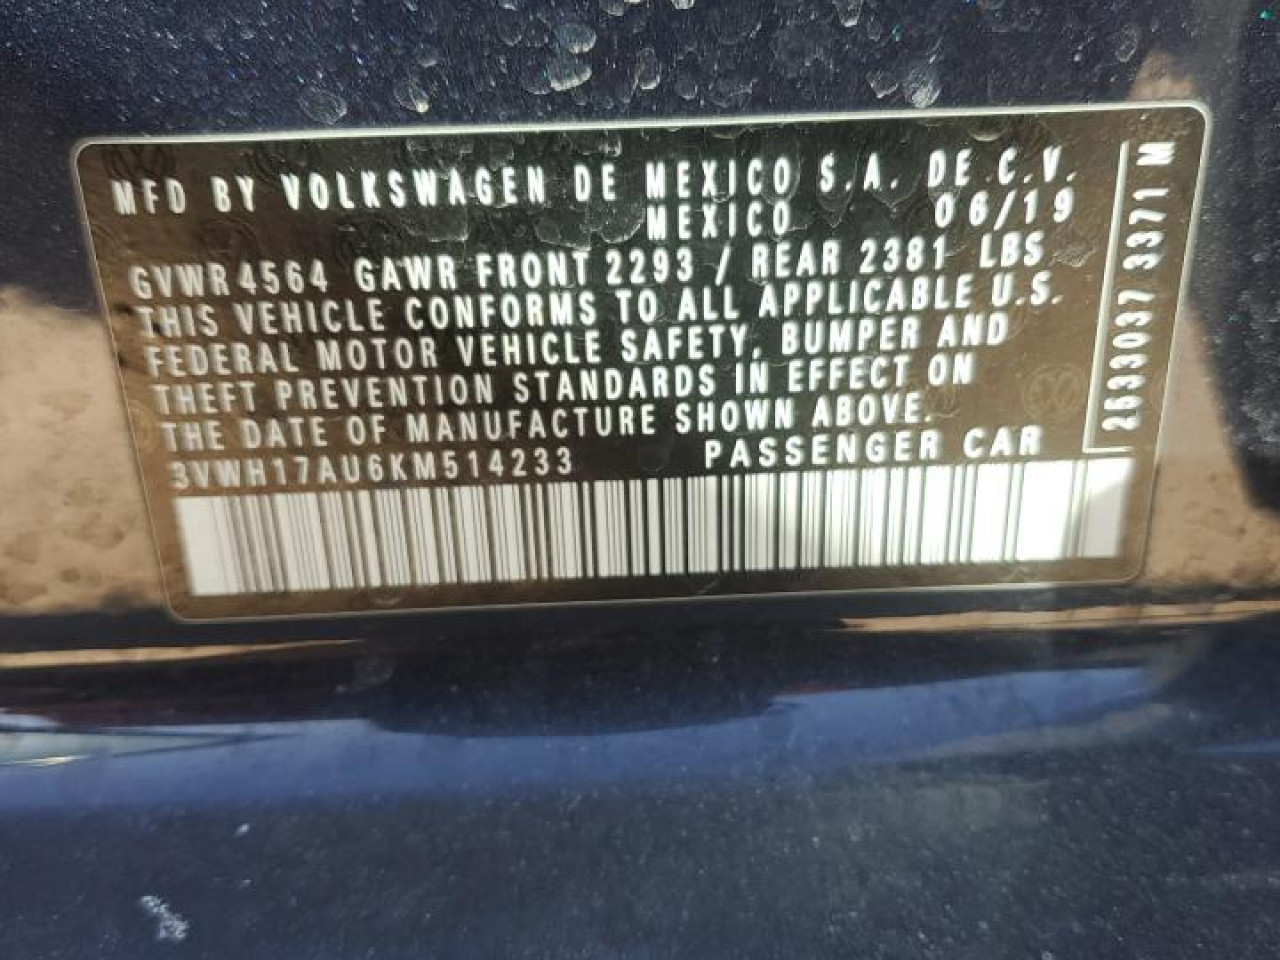 MFD BY VOLKSWAGEN DE MEXICO S.A. DE C.V.
MEXICO 06/19
GVWR4564 GAWR FRONT 2293 / REAR 2381 LBS
THIS VEHICLE CONFORMS TO ALL APPLICABLE U.S.
FEDERAL MOTOR VEHICLE SAFETY, BUMPER AND
THEFT PREVENTION STANDARDS IN EFFECT ON
THE DATE OF MANUFACTURE SHOWN ABOVE.
3VWH17AU6KM514233 PASSENGER CAR
2533037 3371 M